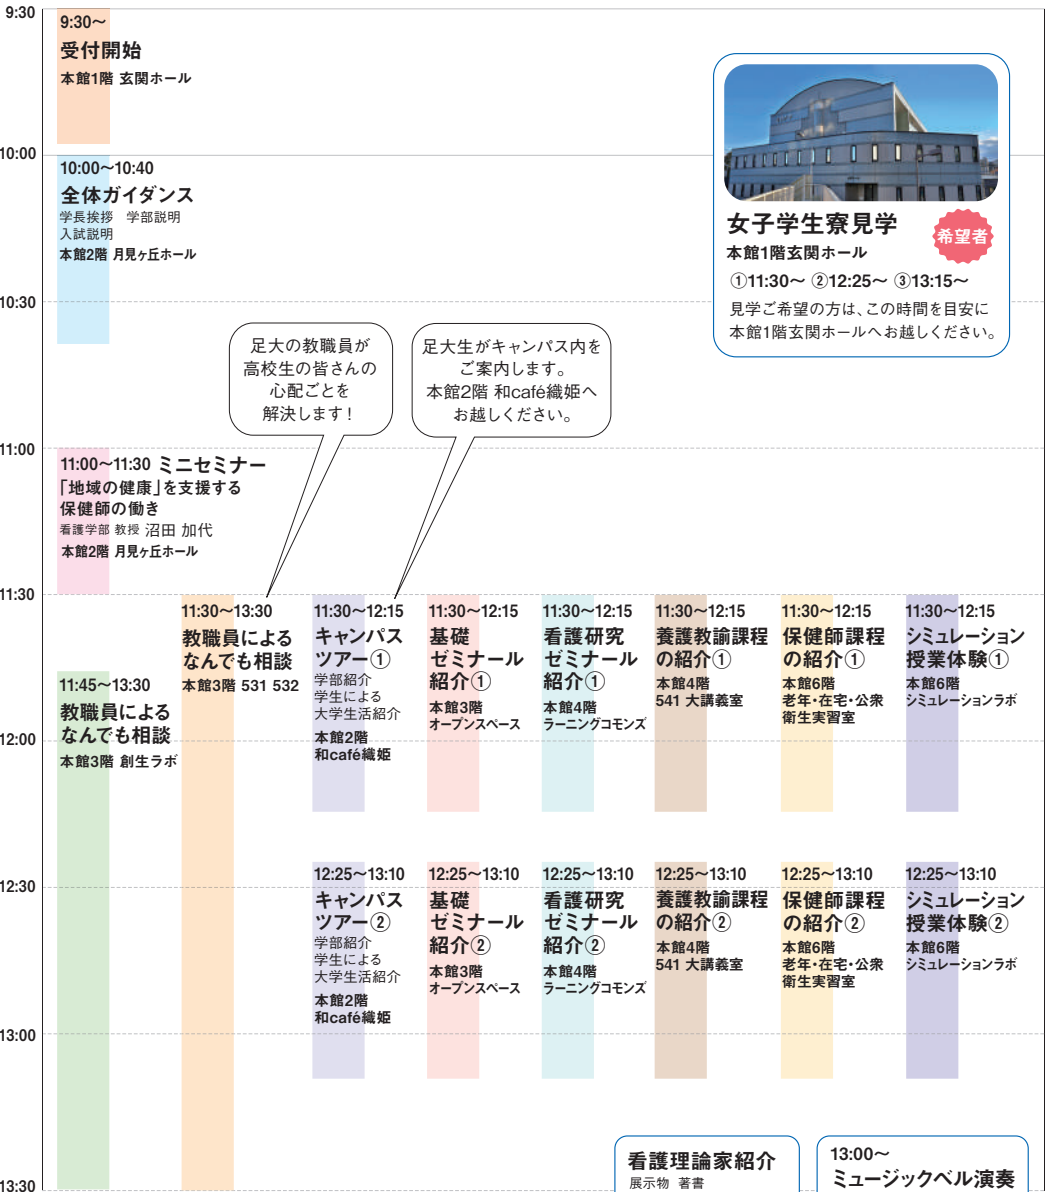 9:30
9:30〜
受付開始
本館1階 玄関ホール
10:00
10:00〜10:40
全体ガイダンス
学長挨拶　学部説明
入試説明
本館2階 月見ヶ丘ホール
女子学生寮見学
希望者
本館1階玄関ホール
①11:30〜 ②12:25〜 ③13:15〜
見学ご希望の方は、この時間を目安に
本館1階玄関ホールへお越しください。
10:30
足大の教職員が
高校生の皆さんの
心配ごとを
解決します！
足大生がキャンパス内を
ご案内します。
本館2階 和café織姫へ
お越しください。
11:00
11:00〜11:30 ミニセミナー
「地域の健康」を支援する
保健師の働き
看護学部 教授 沼田 加代
本館2階 月見ヶ丘ホール
11:30
11:45〜13:30
教職員による
なんでも相談
本館3階 創生ラボ
11:30〜13:30
教職員による
なんでも相談
本館3階 531 532
11:30〜12:15
キャンパス
ツアー①
学部紹介
学生による
大学生活紹介
本館2階
和café織姫
11:30〜12:15
基礎
ゼミナール
紹介①
本館3階
オープンスペース
11:30〜12:15
看護研究
ゼミナール
紹介①
本館4階
ラーニングコモンズ
11:30〜12:15
養護教諭課程
の紹介①
本館4階
541 大講義室
11:30〜12:15
保健師課程
の紹介①
本館6階
老年・在宅・公衆
衛生実習室
11:30〜12:15
シミュレーション
授業体験①
本館6階
シミュレーションラボ
12:00
12:30
12:25〜13:10
キャンパス
ツアー②
学部紹介
学生による
大学生活紹介
本館2階
和café織姫
12:25〜13:10
基礎
ゼミナール
紹介②
本館3階
オープンスペース
12:25〜13:10
看護研究
ゼミナール
紹介②
本館4階
ラーニングコモンズ
12:25〜13:10
養護教諭課程
の紹介②
本館4階
541 大講義室
12:25〜13:10
保健師課程
の紹介②
本館6階
老年・在宅・公衆
衛生実習室
12:25〜13:10
シミュレーション
授業体験②
本館6階
シミュレーションラボ
13:00
看護理論家紹介
展示物 著書
13:00〜
ミュージックベル演奏
13:30